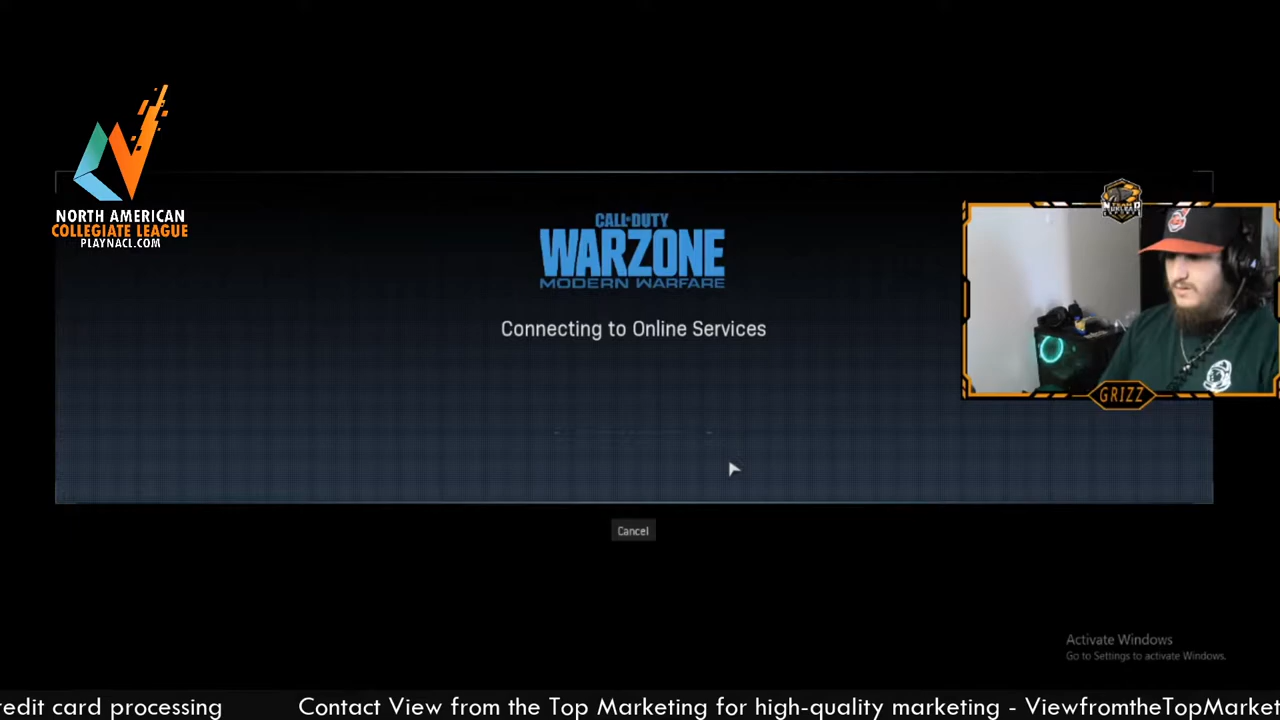 NORTH AMERICAN
COLLEGIATE LEAGUE
PLAYNACL.COM
CALL OF DUTY
WARZONE
MODERN WARFARE
Connecting to Online Services
TEAM
GRIZZ
Cancel
Activate Windows
Go to Settings to activate Windows.
redit card processing Contact View from the Top Marketing for high-quality marketing - ViewfromtheTopMarket